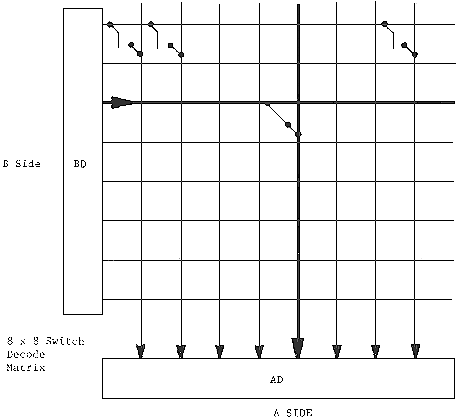 B Side
BD
8 x 8 Switch
Decode
Matrix
AD
A SIDE